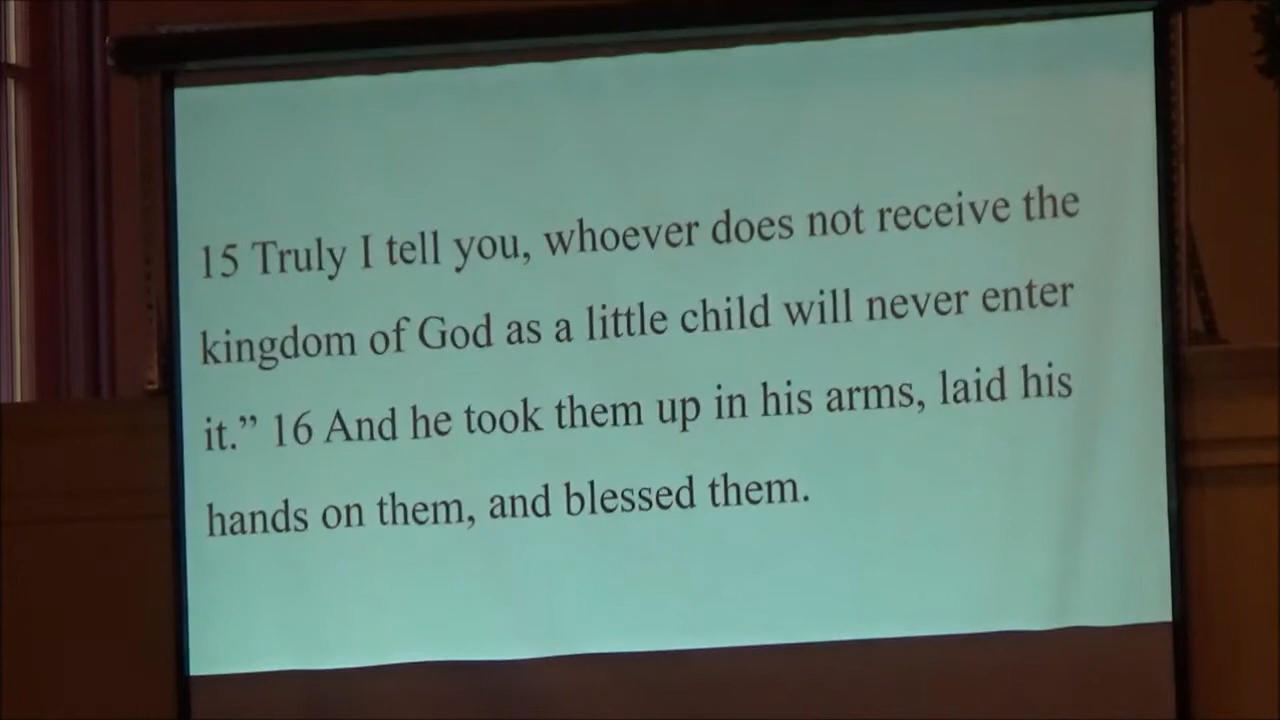 15 Truly I tell you, whoever does not receive the
kingdom of God as a little child will never enter
it.” 16 And he took them up in his arms, laid his
hands on them, and blessed them.